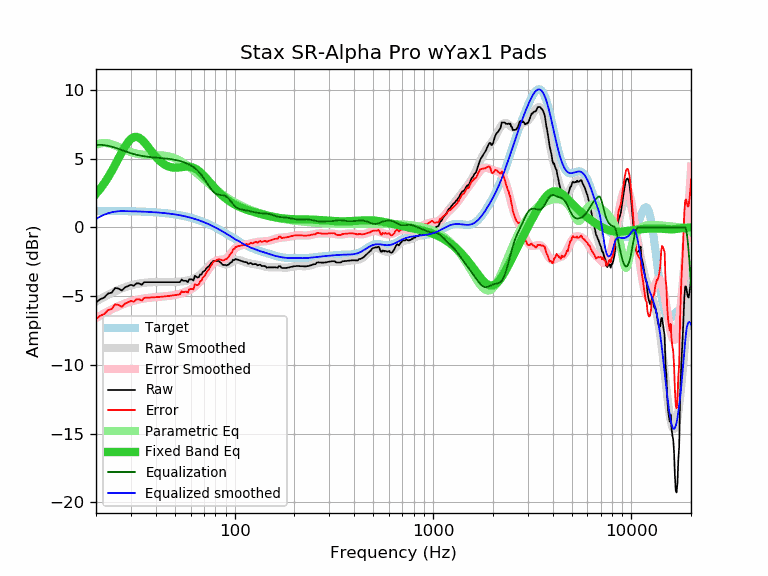 Stax SR-Alpha Pro wYax1 Pads
Amplitude (dBr)
10
5
0
−5
−10
−15
−20
Target
Raw Smoothed
Error Smoothed
Raw
Error
Parametric Eq
Fixed Band Eq
Equalization
Equalized smoothed
100
1000
10000
Frequency (Hz)